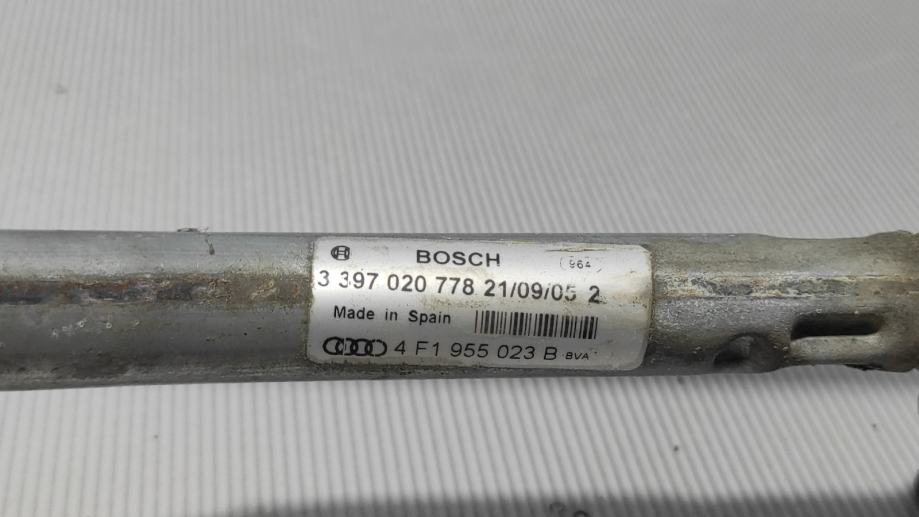 BOSCH (964)
3 397 020 778 21/09/05 2
Made in Spain
4 F1 955 023 B BVA